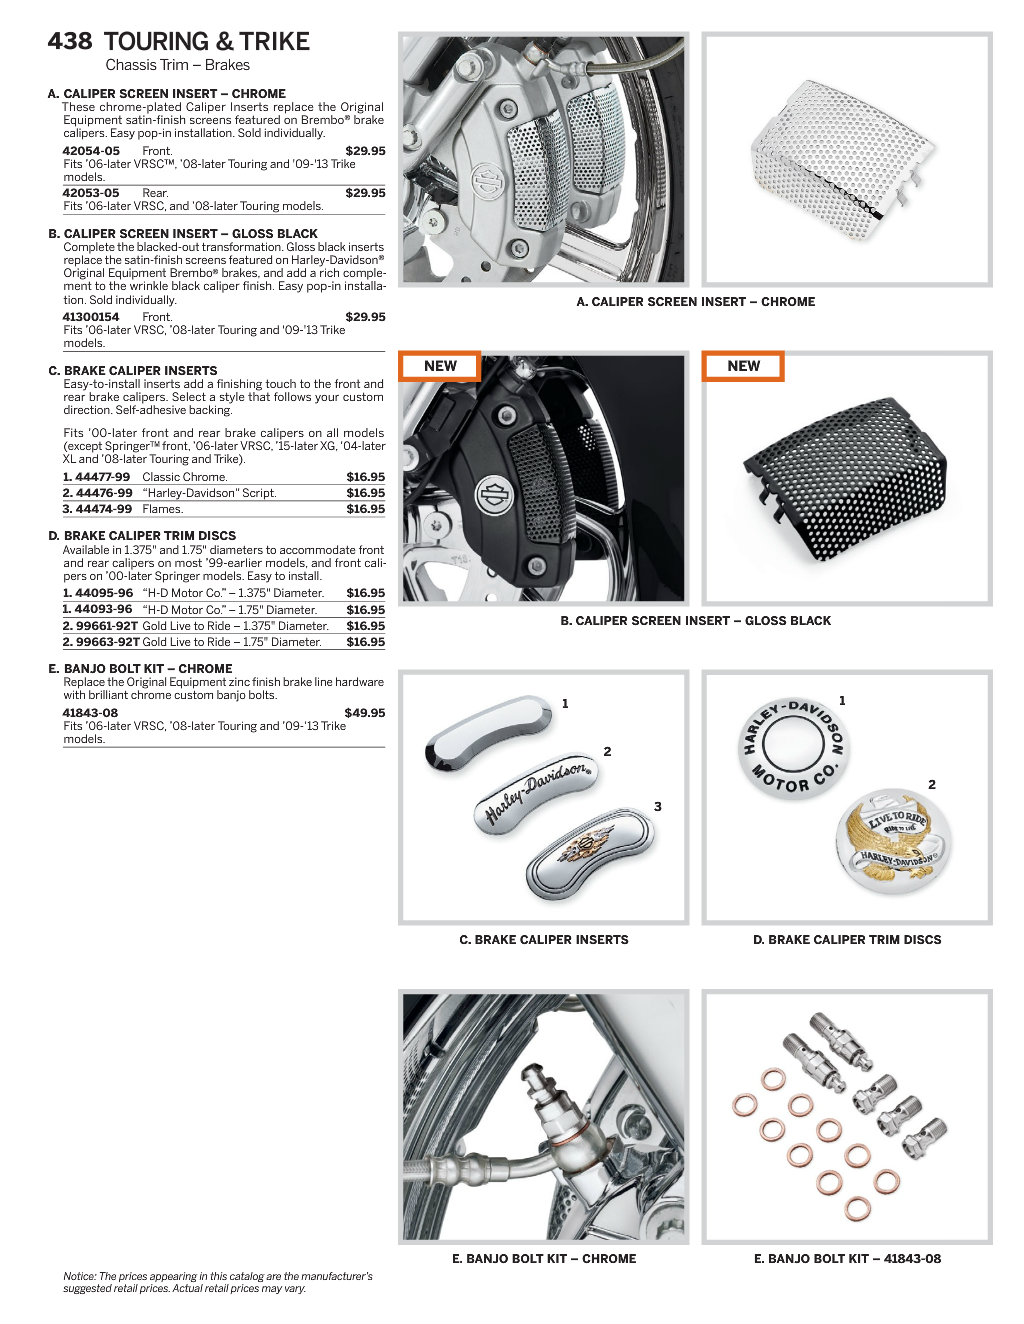 438 TOURING & TRIKE
Chassis Trim – Brakes
A. CALIPER SCREEN INSERT – CHROME
These chrome-plated Caliper Inserts replace the Original
Equipment satin-finish screens featured on Brembo® brake
calipers. Easy pop-in installation. Sold individually.
42054-05 Front. $29.95
Fits ’06-later VRSC™, ’08-later Touring and ’09-’13 Trike
models.
42053-05 Rear. $29.95
Fits ’06-later VRSC, and ’08-later Touring models.
B. CALIPER SCREEN INSERT – GLOSS BLACK
Complete the blacked-out transformation. Gloss black inserts
replace the satin-finish screens featured on Harley-Davidson®
Original Equipment Brembo® brakes, and add a rich comple-
ment to the wrinkle black caliper finish. Easy pop-in installa-
tion. Sold individually.
41300154 Front. $29.95
Fits ’06-later VRSC, ’08-later Touring and ’09-’13 Trike
models.
C. BRAKE CALIPER INSERTS
Easy-to-install inserts add a finishing touch to the front and
rear brake calipers. Select a style that follows your custom
direction. Self-adhesive backing.
Fits ’00-later front and rear brake calipers on all models
(except Springer™ front, ’06-later VRSC, ’15-later XG, ’04-later
XL and ’08-later Touring and Trike).
1. 44477-99 Classic Chrome. $16.95
2. 44476-99 “Harley-Davidson” Script. $16.95
3. 44474-99 Flames. $16.95
D. BRAKE CALIPER TRIM DISCS
Available in 1.375" and 1.75" diameters to accommodate front
and rear calipers on most ’99-earlier models, and front cali-
pers on ’00-later Springer models. Easy to install.
1. 44095-96 “H-D Motor Co.” – 1.375" Diameter. $16.95
1. 44093-96 “H-D Motor Co.” – 1.75" Diameter. $16.95
2. 99661-92T Gold Live to Ride – 1.375" Diameter. $16.95
2. 99663-92T Gold Live to Ride – 1.75" Diameter. $16.95
E. BANJO BOLT KIT – CHROME
Replace the Original Equipment zinc finish brake line hardware
with brilliant chrome custom banjo bolts.
41843-08 $49.95
Fits ’06-later VRSC, ’08-later Touring and ’09-’13 Trike
models.
Notice: The prices appearing in this catalog are the manufacturer’s
suggested retail prices. Actual retail prices may vary.
A. CALIPER SCREEN INSERT – CHROME
NEW
NEW
B. CALIPER SCREEN INSERT – GLOSS BLACK
1
2
Harley-Davidson®
3
C. BRAKE CALIPER INSERTS
1
HARLEY-DAVIDSON
MOTOR CO.
2
LIVE TO RIDE
RIDE TO LIVE
HARLEY-DAVIDSON®
D. BRAKE CALIPER TRIM DISCS
E. BANJO BOLT KIT – CHROME
E. BANJO BOLT KIT – 41843-08